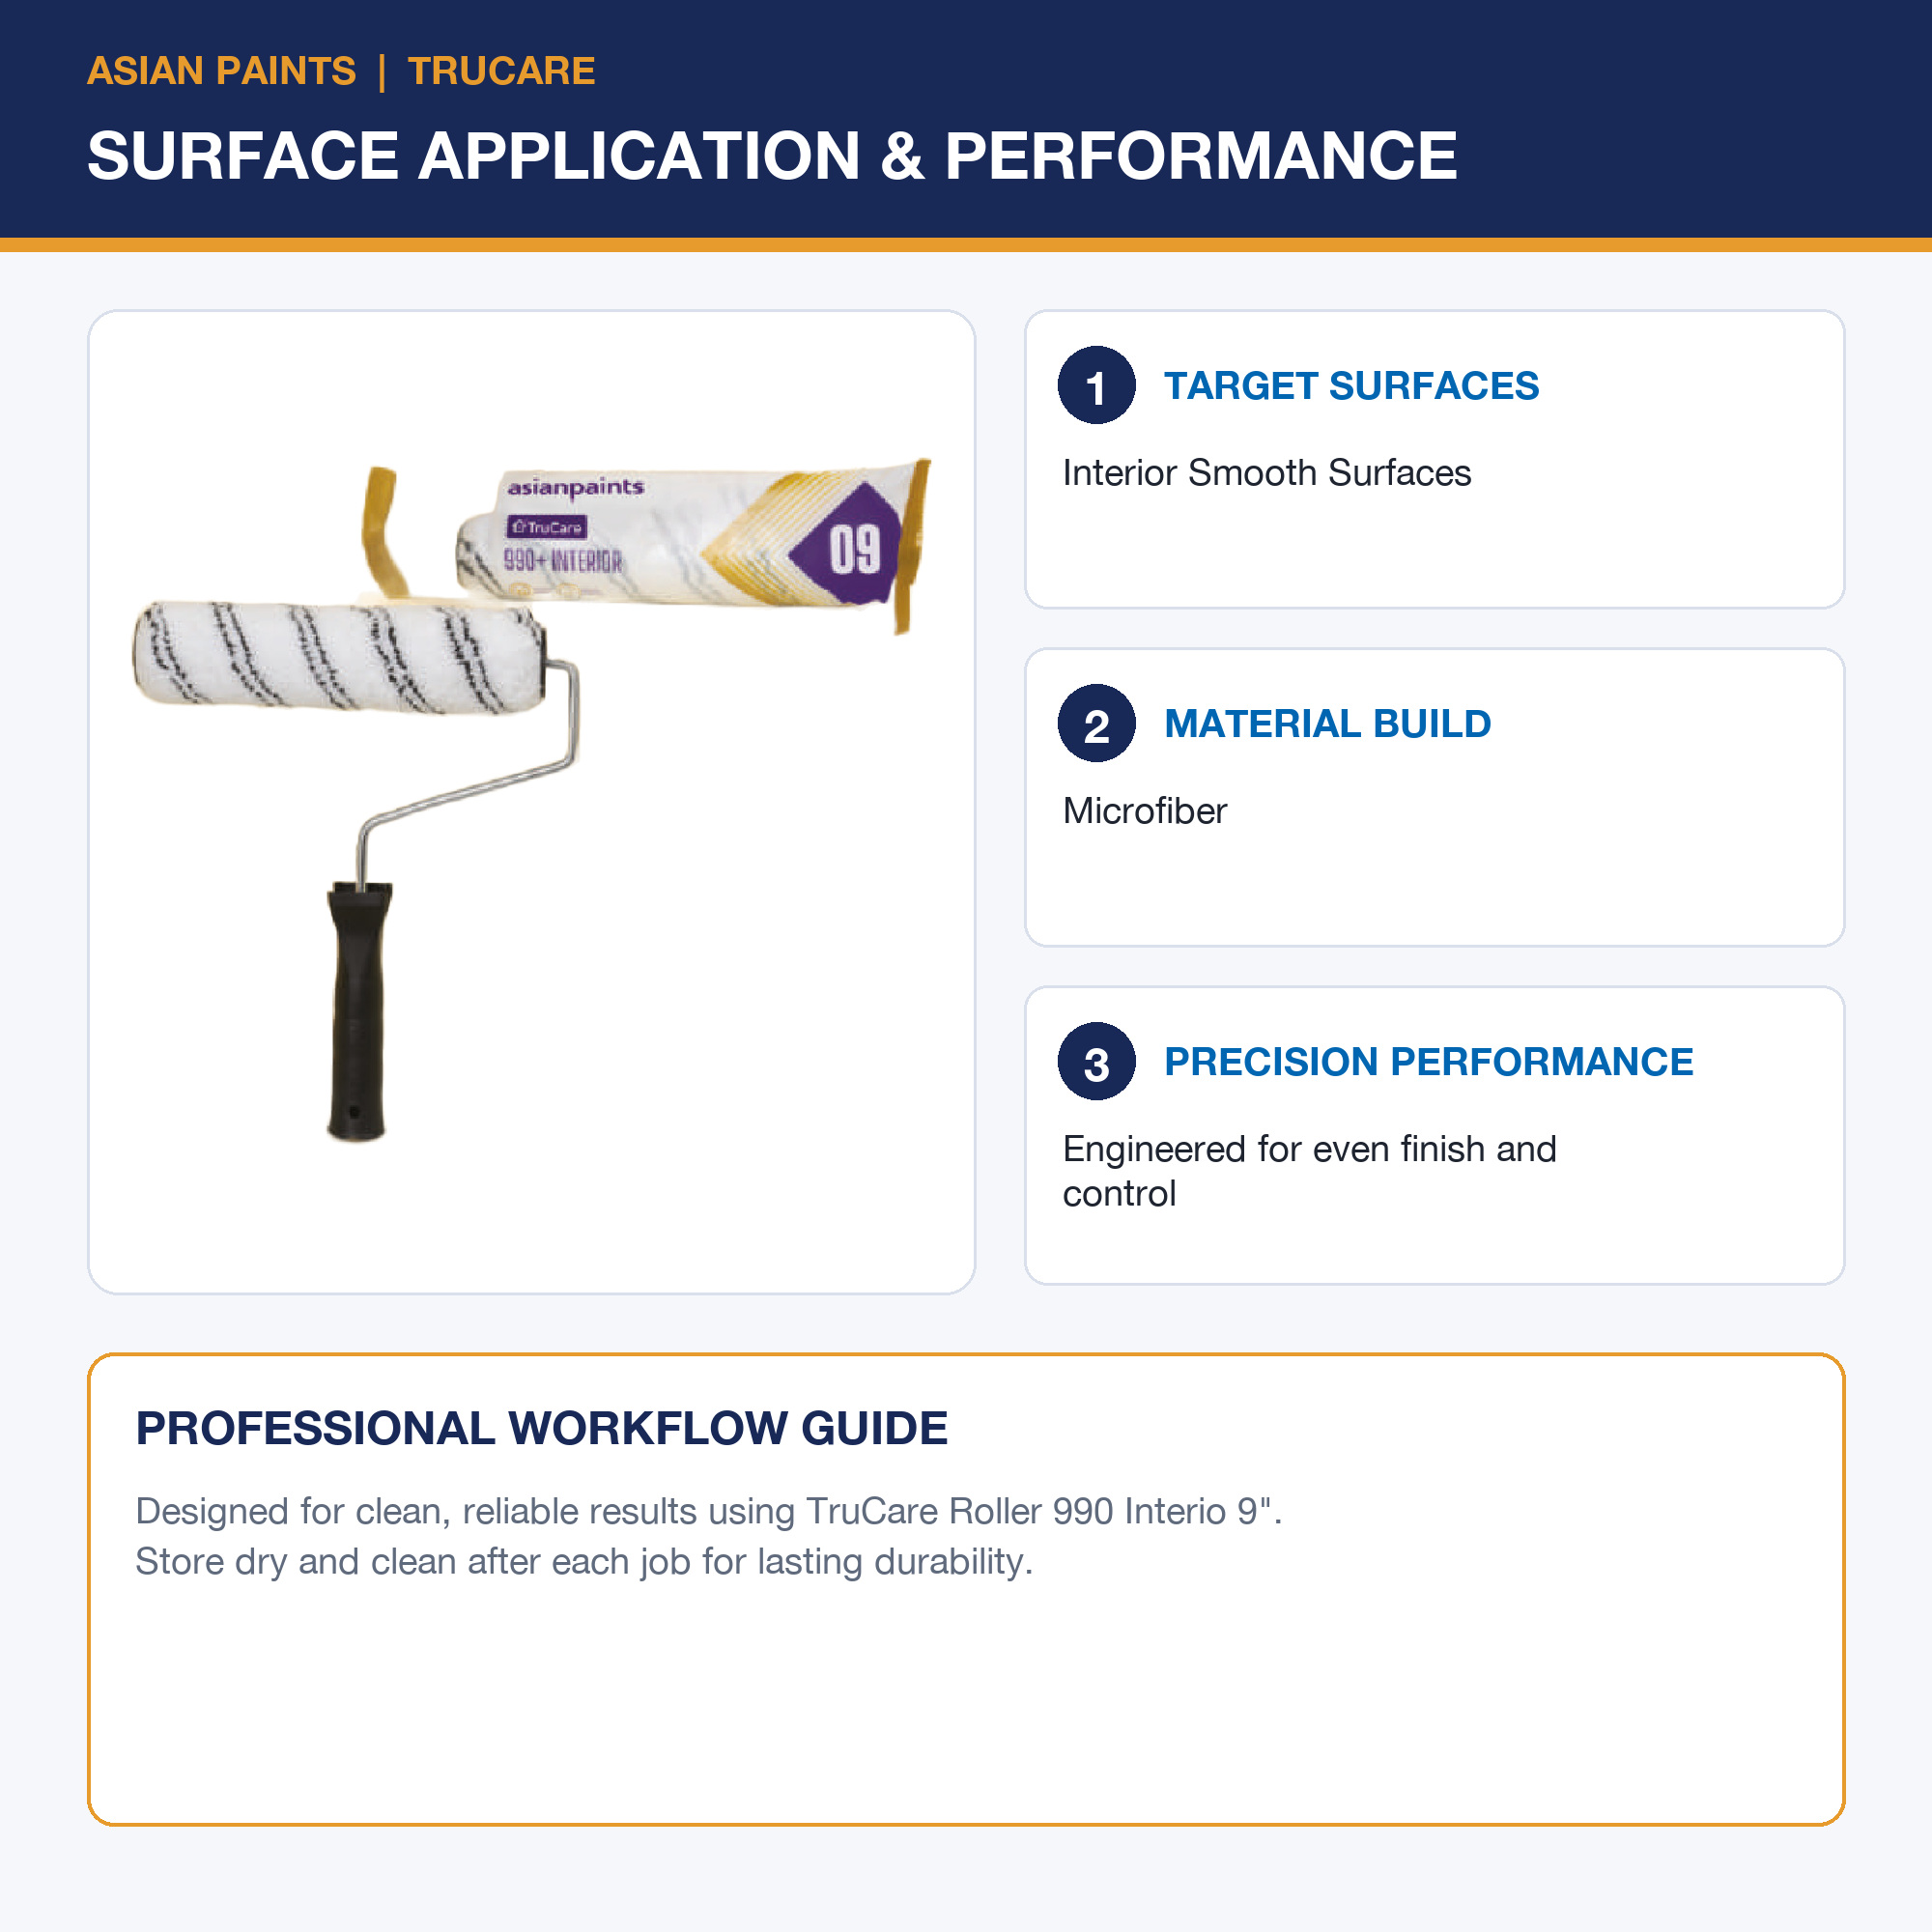 ASIAN PAINTS | TRUCARE
SURFACE APPLICATION & PERFORMANCE
asianpaints
TruCare
990+ INTERIOR
09
1 TARGET SURFACES
Interior Smooth Surfaces
2 MATERIAL BUILD
Microfiber
3 PRECISION PERFORMANCE
Engineered for even finish and
control
PROFESSIONAL WORKFLOW GUIDE
Designed for clean, reliable results using TruCare Roller 990 Interio 9".
Store dry and clean after each job for lasting durability.